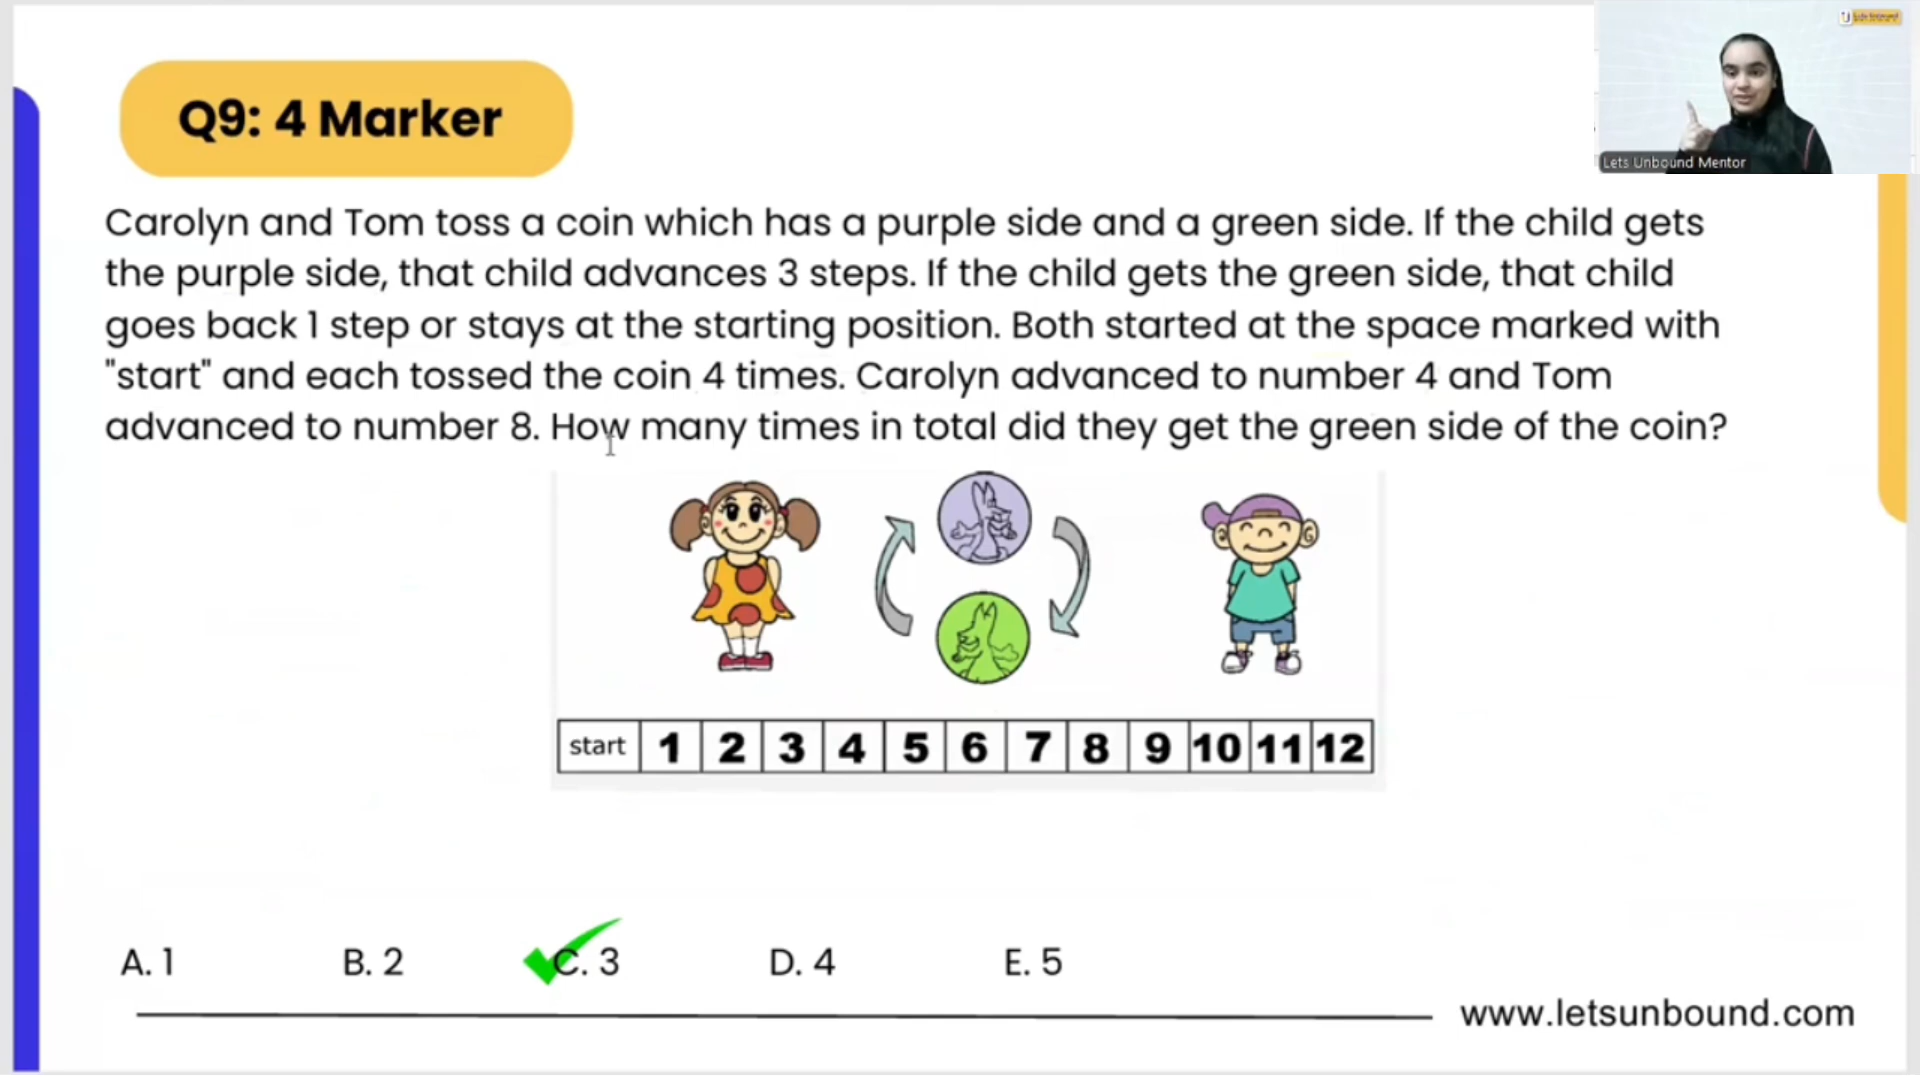 Q9: 4 Marker
Lets Unbound Mentor
Carolyn and Tom toss a coin which has a purple side and a green side. If the child gets
the purple side, that child advances 3 steps. If the child gets the green side, that child
goes back 1 step or stays at the starting position. Both started at the space marked with
"start" and each tossed the coin 4 times. Carolyn advanced to number 4 and Tom
advanced to number 8. How many times in total did they get the green side of the coin?
start 1 2 3 4 5 6 7 8 9 10 11 12
A. 1 B. 2 C. 3 D. 4 E. 5
www.letsunbound.com